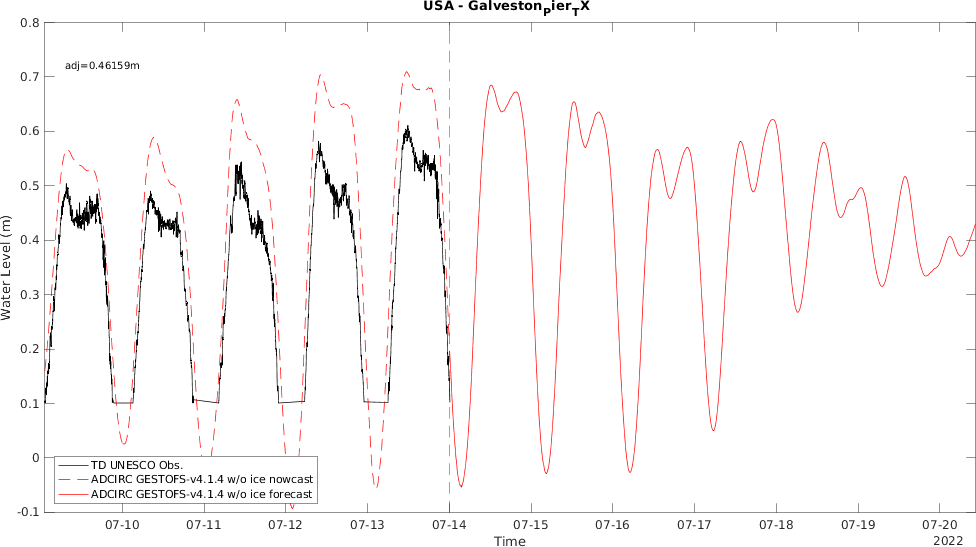 USA - Galveston_Pier_TX
0.8
0.7
0.6
0.5
0.4
0.3
0.2
0.1
0
-0.1
Water Level (m)
adj=0.46159m
TD UNESCO Obs.
ADCIRC GESTOFS-v4.1.4 w/o ice nowcast
ADCIRC GESTOFS-v4.1.4 w/o ice forecast
07-10 07-11 07-12 07-13 07-14 07-15 07-16 07-17 07-18 07-19 07-20
Time
2022